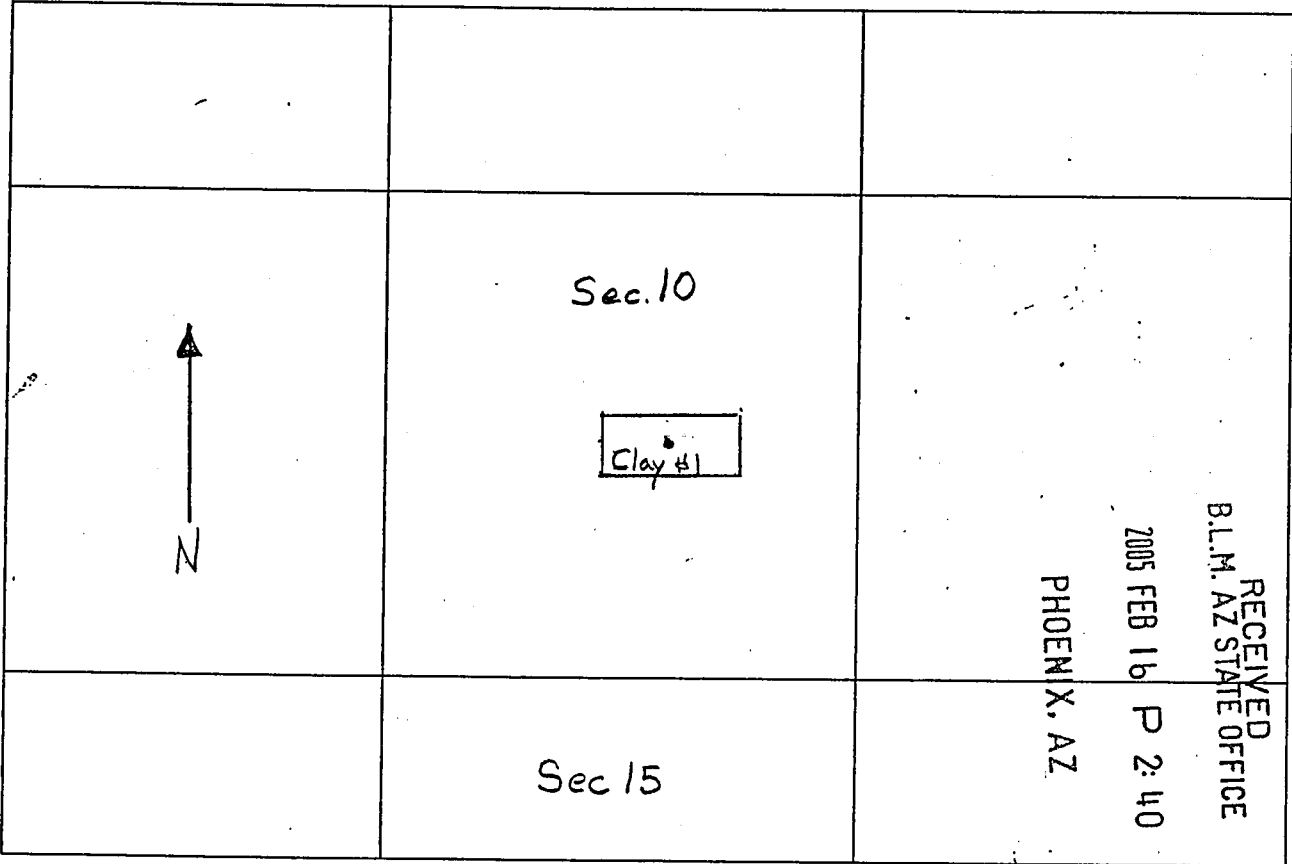 Sec. 10
Clay #1
N
Sec 15
RECEIVED
B.L.M. AZ STATE OFFICE
2005 FEB 16 P 2:40
PHOENIX, AZ